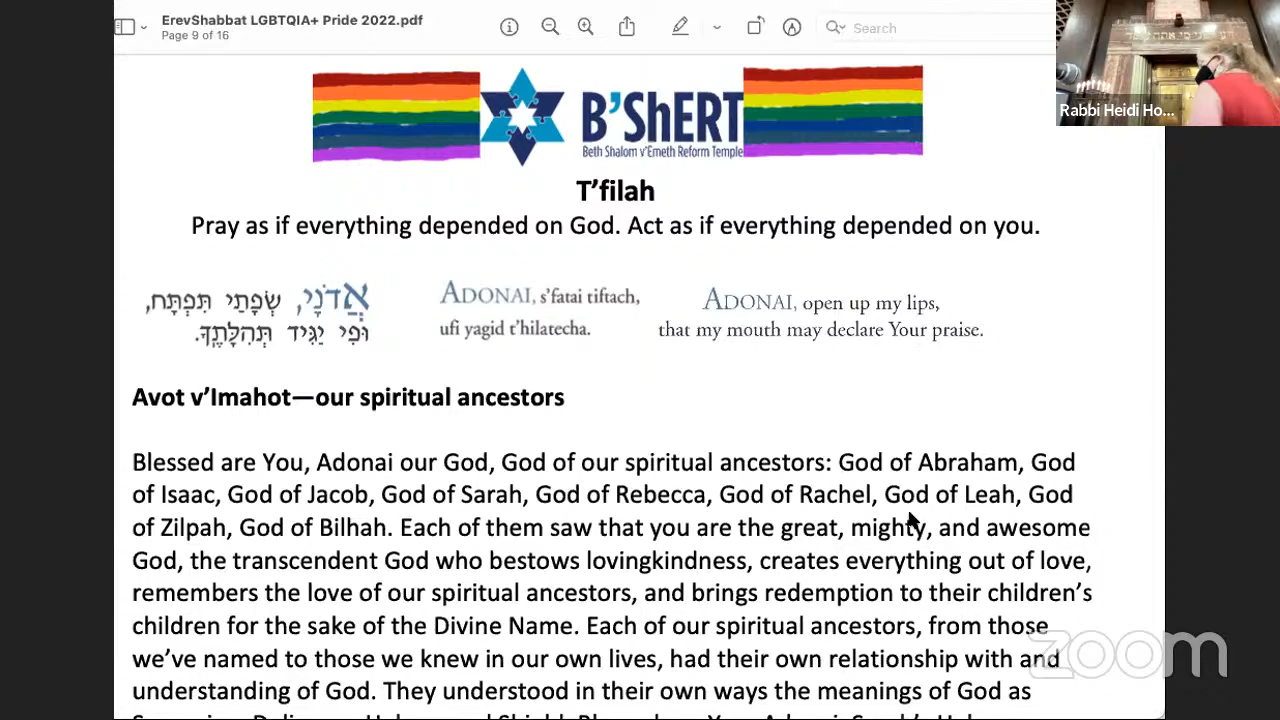 ErevShabbat LGBTQIA+ Pride 2022.pdf
Page 9 of 16
Search
Rabbi Heidi Ho...
B'ShERT
Beth Shalom v'Emeth Reform Temple
T'filah
Pray as if everything depended on God. Act as if everything depended on you.
אֲדֹנָי, שְׂפָתַי תִּפְתָּח,
וּפִי יַגִּיד תְּהִלָּתֶךָ.
ADONAI, s'fatai tiftach,
ufi yagid t'hilatecha.
ADONAI, open up my lips,
that my mouth may declare Your praise.
Avot v'Imahot—our spiritual ancestors
Blessed are You, Adonai our God, God of our spiritual ancestors: God of Abraham, God
of Isaac, God of Jacob, God of Sarah, God of Rebecca, God of Rachel, God of Leah, God
of Zilpah, God of Bilhah. Each of them saw that you are the great, mighty, and awesome
God, the transcendent God who bestows lovingkindness, creates everything out of love,
remembers the love of our spiritual ancestors, and brings redemption to their children's
children for the sake of the Divine Name. Each of our spiritual ancestors, from those
we've named to those we knew in our own lives, had their own relationship with and
understanding of God. They understood in their own ways the meanings of God as
zoom